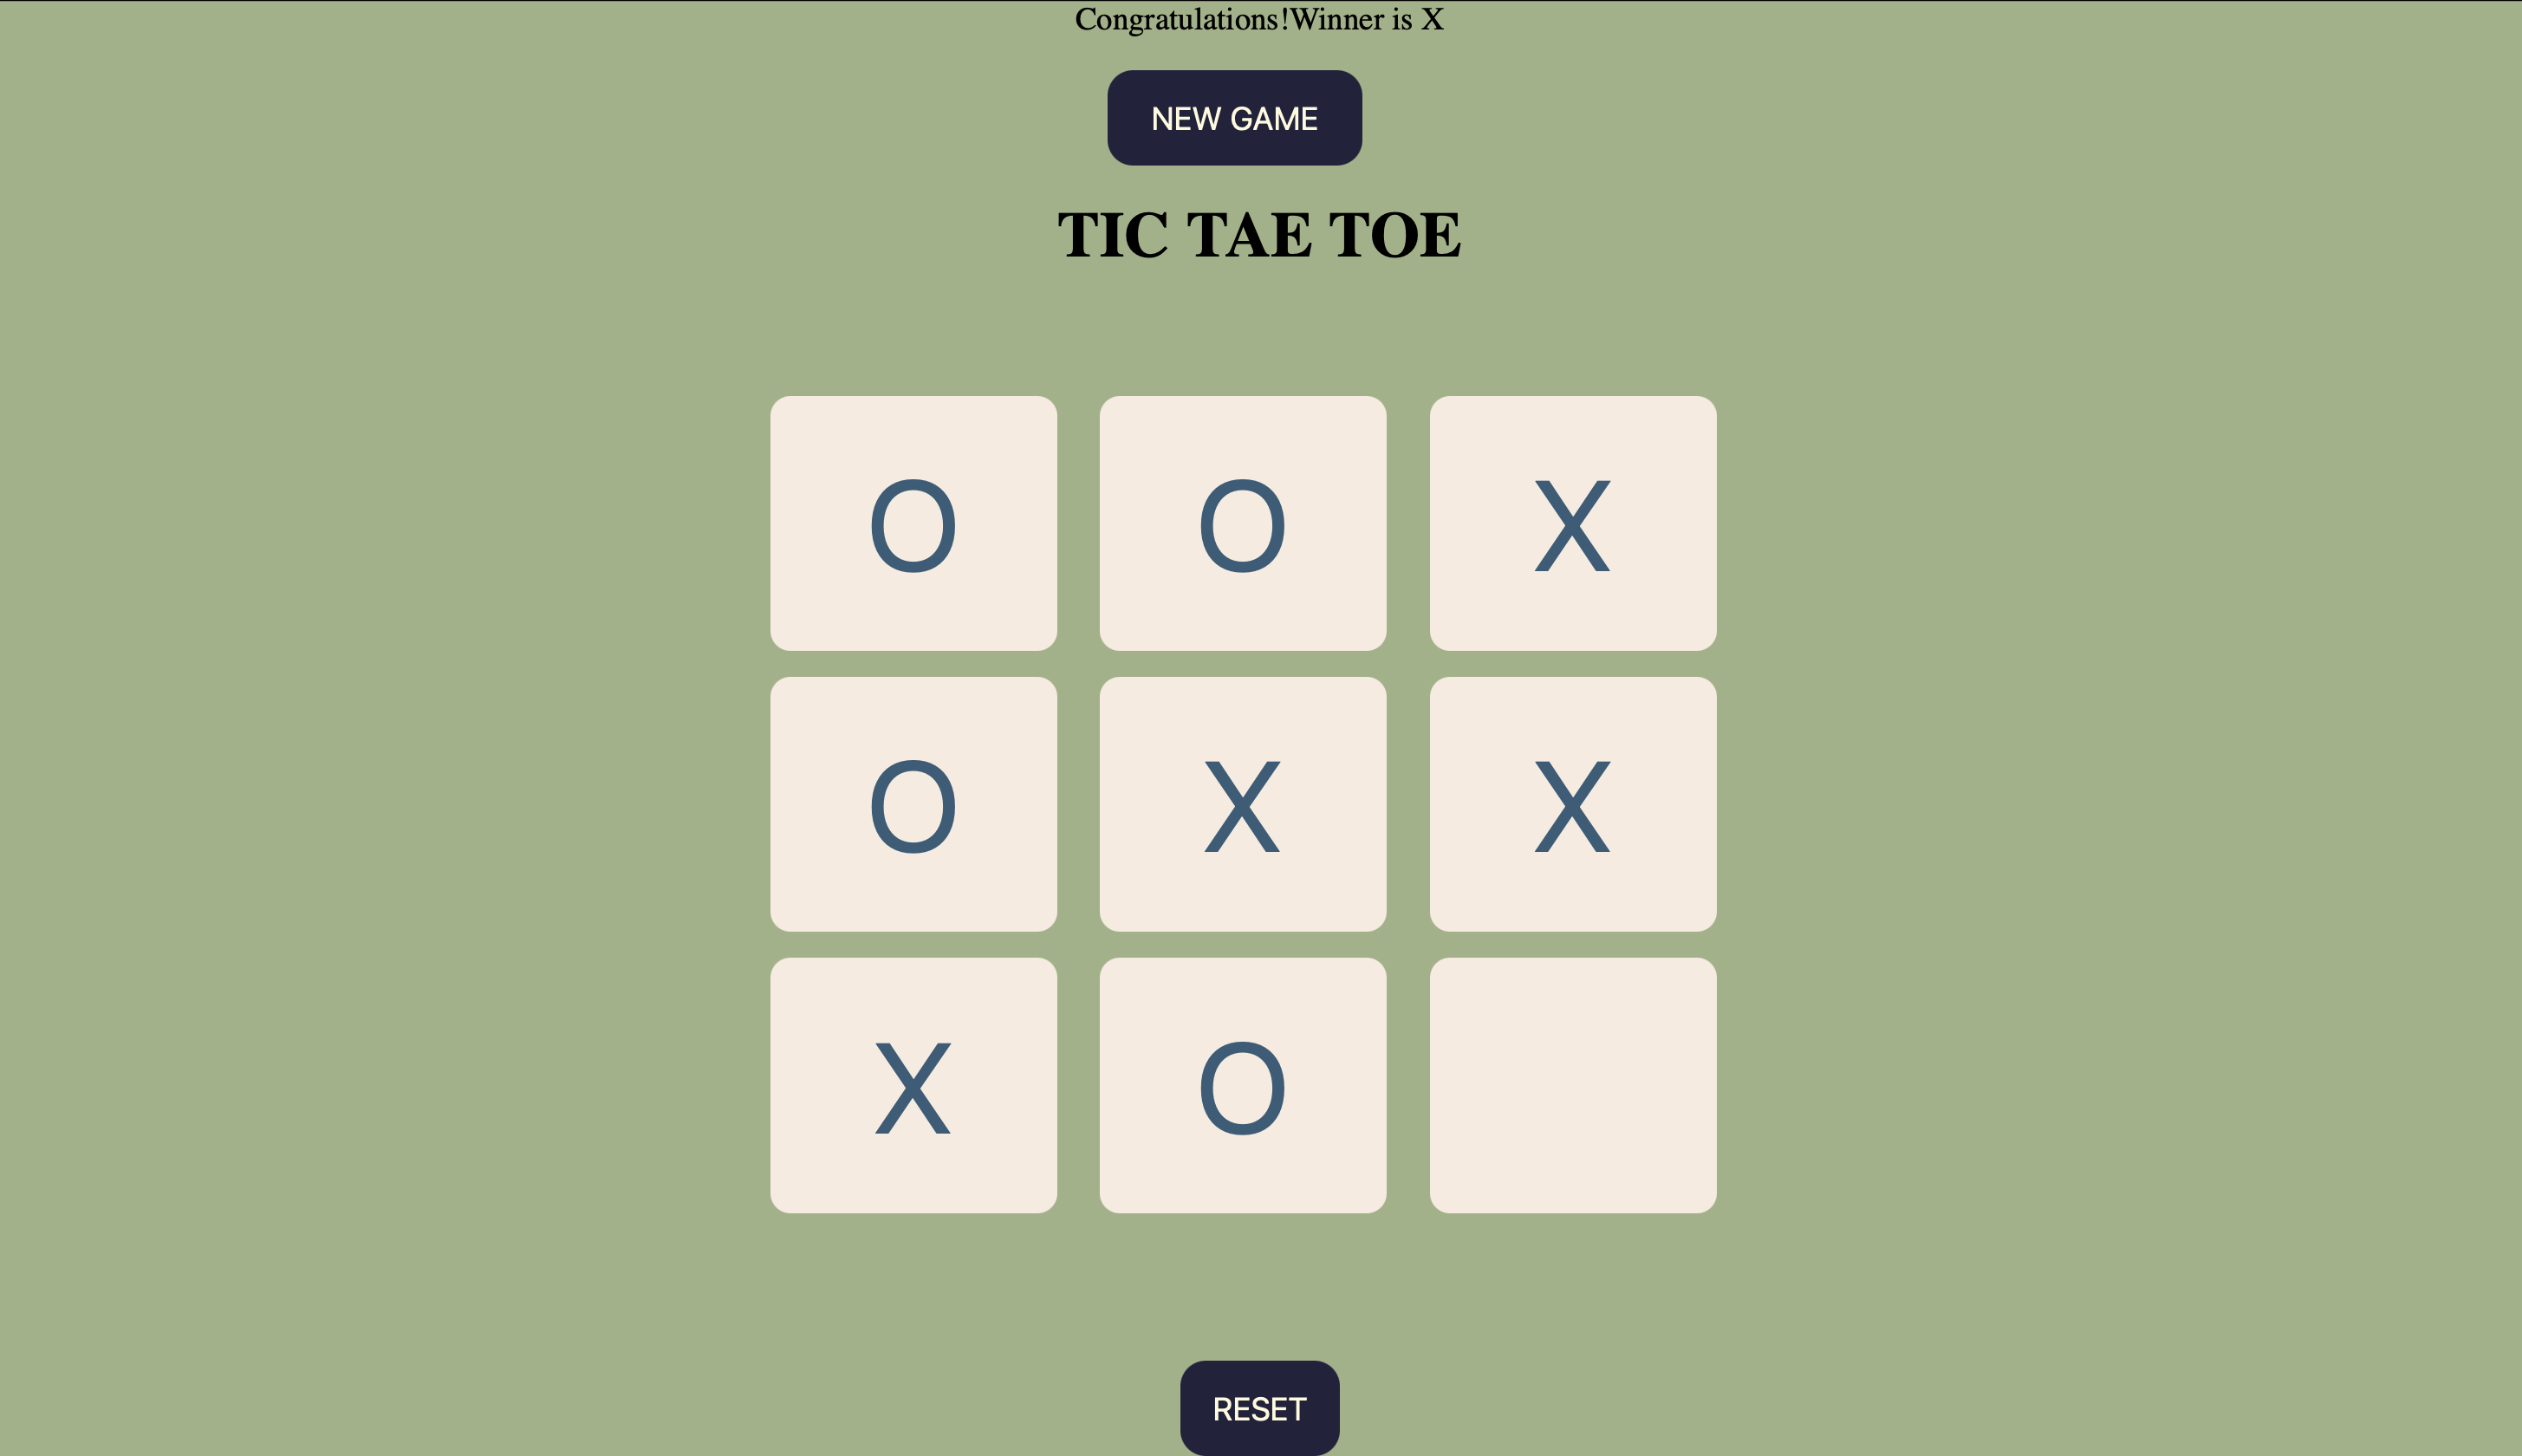 Congratulations!Winner is X
NEW GAME
TIC TAE TOE
O O X
O X X
X O
RESET